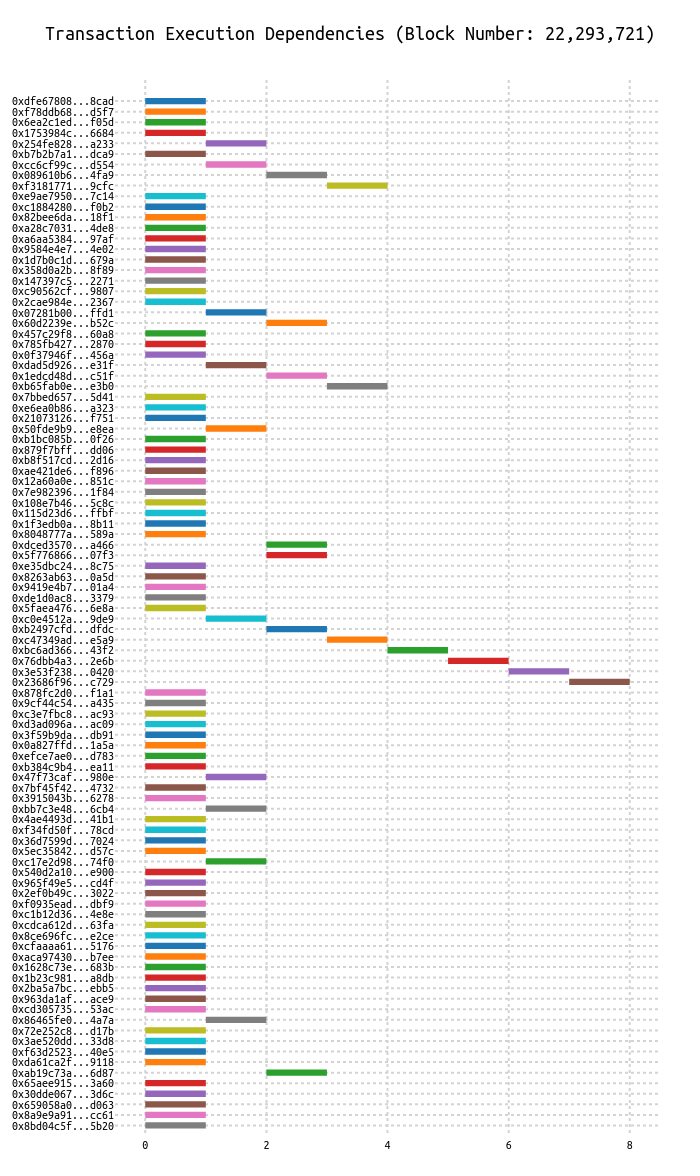 Transaction Execution Dependencies (Block Number: 22,293,721)
0xdfe67808...8cad
0xf78ddb68...d5f7
0x6ea2c1ed...f05d
0x1753984c...6684
0x254fe828...a233
0xb7b2b7a1...dca9
0xcc6cf99c...d554
0x089610b6...4fa9
0xf3181771...9cfc
0xe9ae7950...7c14
0xc1884280...f0b2
0x82bee6da...18f1
0xa28c7031...4de8
0xa6aa5384...97af
0x9584e4e7...4e02
0x1d7b0c1d...679a
0x358d0a2b...8f89
0x147397c5...2271
0xc90562cf...9807
0x2cae984e...2367
0x07281b00...ffd1
0x60d2239e...b52c
0x457c29f8...60a8
0x785fb427...2870
0x0f37946f...456a
0xdad5d926...e31f
0x1edcd48d...c51f
0xb65fab0e...e3b0
0x7bbed657...5d41
0xe6ea0b86...a323
0x21073126...f751
0x50fde9b9...e8ea
0xb1bc085b...0f26
0x879f7bff...dd06
0xb8f517cd...2d16
0xae421de6...f896
0x12a60a0e...851c
0x7e982396...1f84
0x108e7b46...5c8c
0x115d23d6...ffbf
0x1f3edb0a...8b11
0x8048777a...589a
0xdced3570...a466
0x5f776866...07f3
0xe35dbc24...8c75
0x8263ab63...0a5d
0x9419e4b7...01a4
0xde1d0ac8...3379
0x5faea476...6e8a
0xc0e4512a...9de9
0xb2497cfd...dfdc
0xc47349ad...e5a9
0xbc6ad366...43f2
0x76dbb4a3...2e6b
0x3e53f238...0420
0x23686f96...c729
0x878fc2d0...f1a1
0x9cf44c54...a435
0xc3e7fbc8...ac93
0xd3ad096a...ac09
0x3f59b9da...db91
0x0a827ffd...1a5a
0xefce7ae0...d783
0xb384c9b4...ea11
0x47f73caf...980e
0x7bf45f42...4732
0x3915043b...6278
0xbb7c3e48...6cb4
0x4ae4493d...41b1
0xf34fd50f...78cd
0x36d7599d...7024
0x5ec35842...d57c
0xc17e2d98...74f0
0x540d2a10...e900
0x965f49e5...cd4f
0x2ef0b49c...3022
0xf0935ead...dbf9
0xc1b12d36...4e8e
0xcdca612d...63fa
0x8ce696fc...e2ce
0xcfaaaa61...5176
0xaca97430...b7ee
0x1628c73e...683b
0x1b23c981...a8db
0x2ba5a7bc...ebb5
0x963da1af...ace9
0xcd305735...53ac
0x86465fe0...4a7a
0x72e252c8...d17b
0x3ae520dd...33d8
0xf63d2523...40e5
0xda61ca2f...9118
0xab19c73a...6d87
0x65aee915...3a60
0x30dde067...3d6c
0x659058a0...d063
0x8a9e9a91...cc61
0x8bd04c5f...5b20
0 2 4 6 8